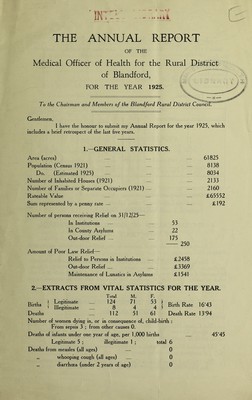 THE ANNUAL REPORT
OF THE
Medical Officer of Health for the Rural District
of Blandford,
FOR THE YEAR 1925.
To the Chairman and Members of the Blandford Rural District Council.
Gentlemen,
I have the honour to submit my Annual Report for the year 1925, which
includes a brief retrospect of the last five years.
1.—GENERAL STATISTICS.
Area (acres) ... 61825
Population (Census 1921) ... 8138
Do. (Estimated 1925) ... 8034
Number of Inhabited Houses (1921) ... 2133
Number of Families or Separate Occupiers (1921) ... 2160
Rateable Value ... £65552
Sum represented by a penny rate ... £192
Number of persons receiving Relief on 31/12/25—
In Institutions ... 53
In County Asylums ... 22
Out-door Relief ... 175
250
Amount of Poor Law Relief—
Relief to Persons in Institutions ... £2458
Out-door Relief ... £3369
Maintenance of Lunatics in Asylums ... £1541
2.—EXTRACTS FROM VITAL STATISTICS FOR THE YEAR.
Total M. F.
Births { Legitimate ... 124 71 53 } Birth Rate 16'43
{ Illegitimate ... 8 4 4 }
Deaths ... 112 51 61 Death Rate 13'94
Number of women dying in, or in consequence of, child-birth:
From sepsis 3; from other causes 0.
Deaths of infants under one year of age, per 1,000 births ... 45'45
Legitimate 5; illegitimate 1; total 6
Deaths from measles (all ages) ... 0
„ whooping cough (all ages) ... 0
„ diarrhœa (under 2 years of age) 0